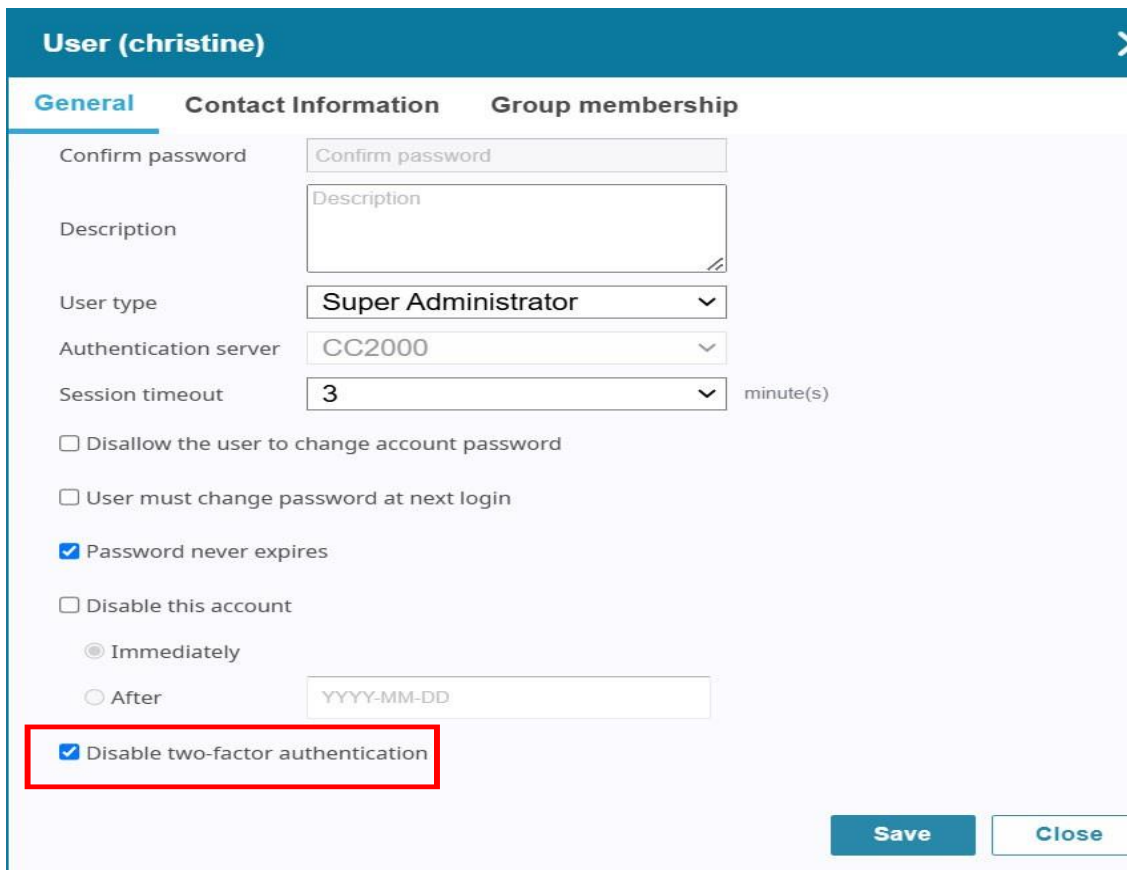 User (christine)
General Contact Information Group membership
Confirm password Confirm password
Description Description
User type Super Administrator
Authentication server CC2000
Session timeout 3 minute(s)
Disallow the user to change account password
User must change password at next login
Password never expires
Disable this account
Immediately
After YYYY-MM-DD
Disable two-factor authentication
Save Close